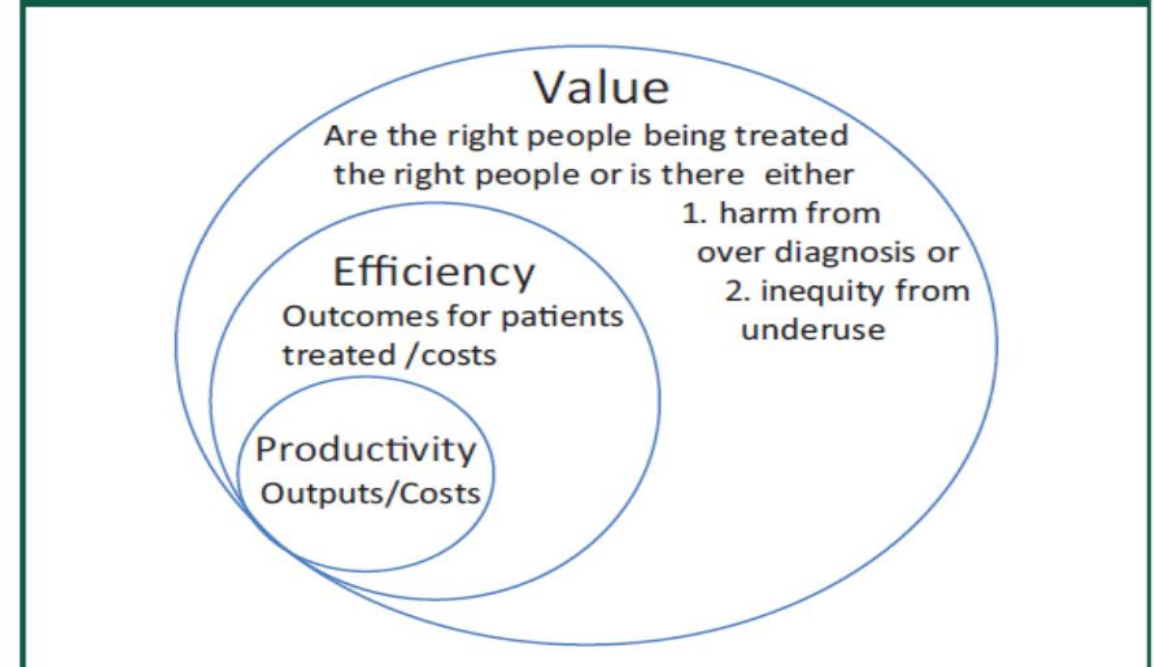 Value
Are the right people being treated
the right people or is there either
1. harm from
over diagnosis or
2. inequity from
underuse
Efficiency
Outcomes for patients
treated /costs
Productivity
Outputs/Costs